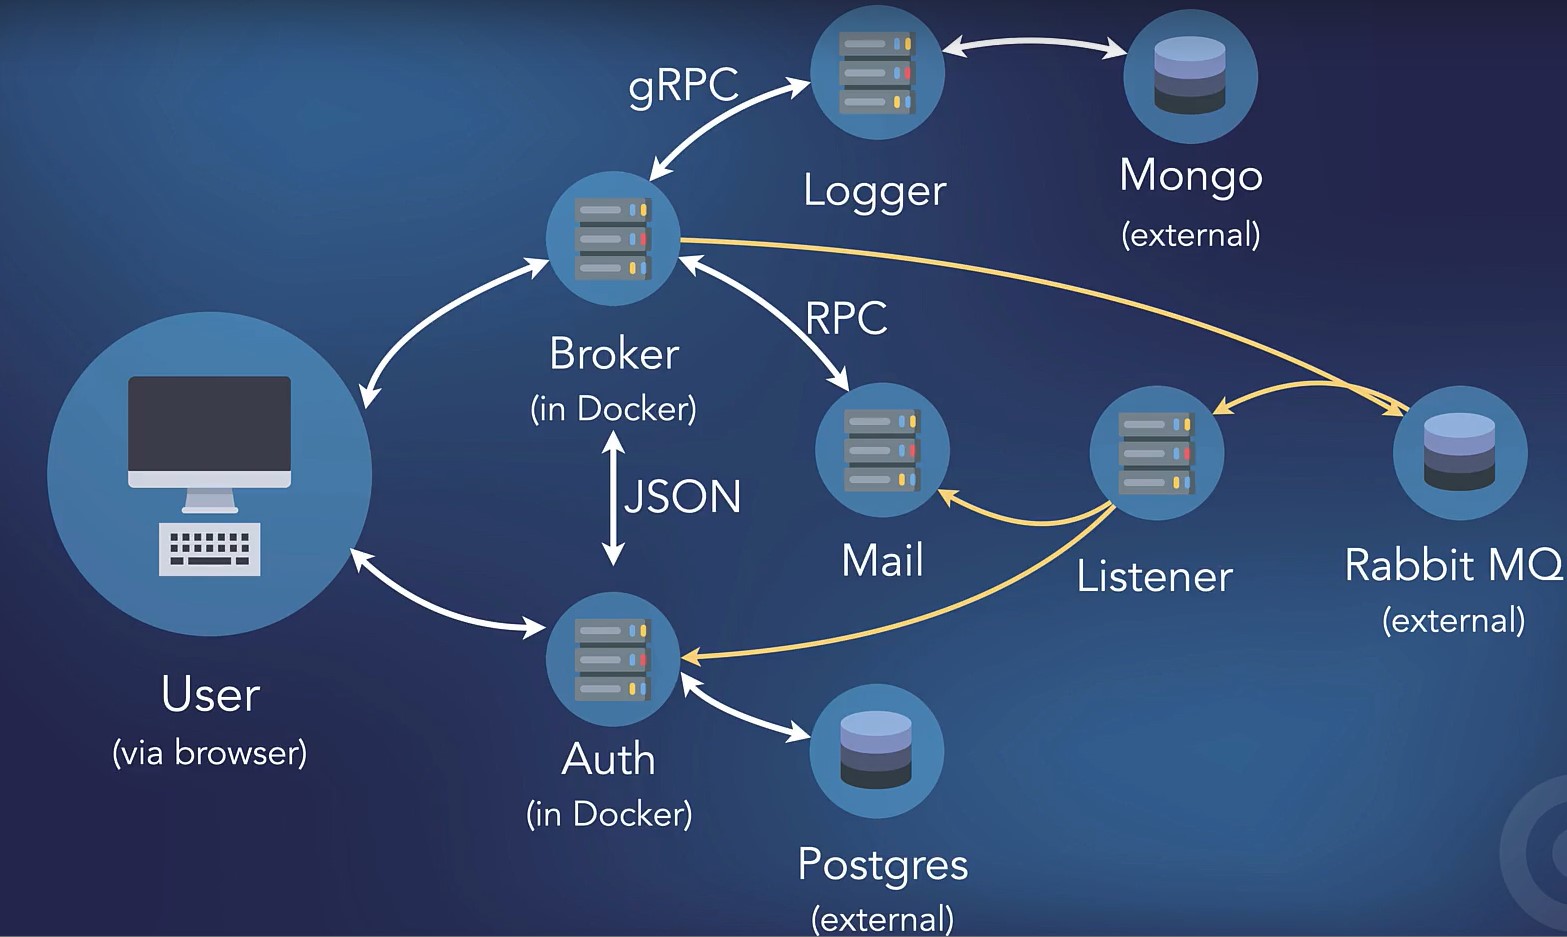 gRPC
Logger
Mongo
(external)
Broker
(in Docker)
RPC
JSON
Mail
Listener
Rabbit MQ
(external)
User
(via browser)
Auth
(in Docker)
Postgres
(external)